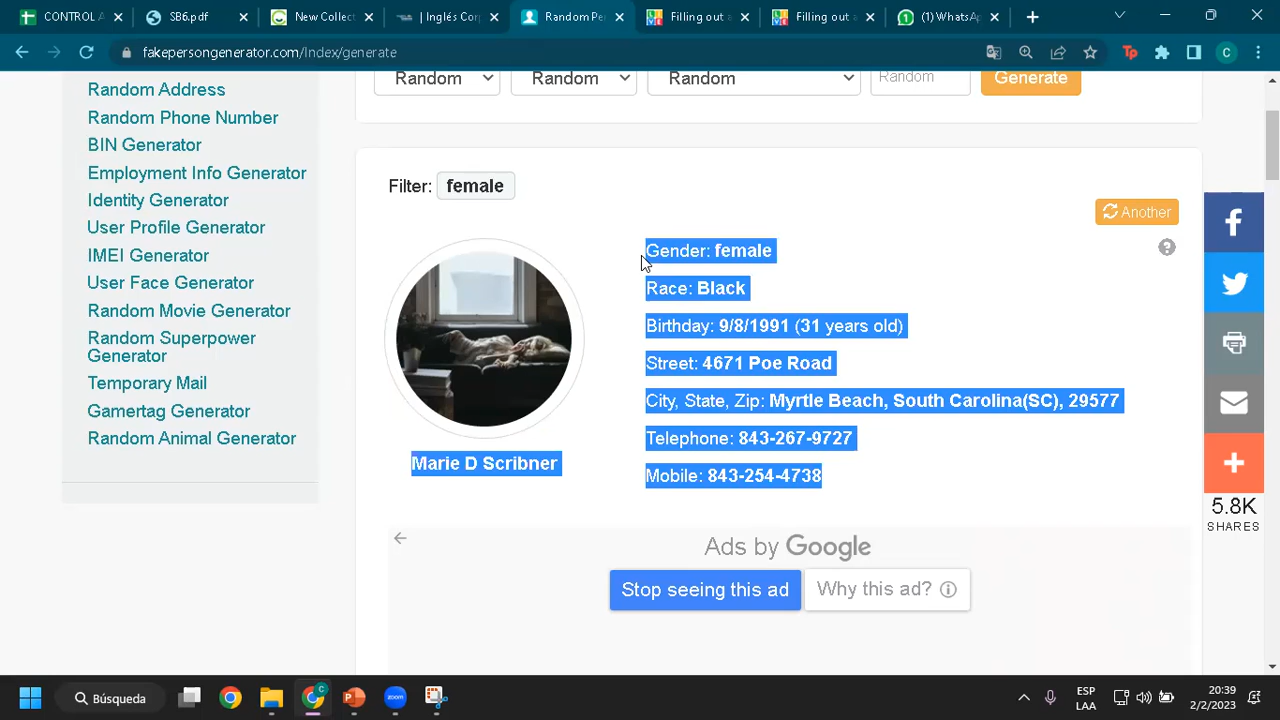 CONTROL A
SB6.pdf
New Collect
| Inglés Cor
Random Pe
Filling out a
Filling out a
(1) WhatsA
fakepersongenerator.com/Index/generate
Tp
C
Random Address
Random Phone Number
BIN Generator
Employment Info Generator
Identity Generator
User Profile Generator
IMEI Generator
User Face Generator
Random Movie Generator
Random Superpower
Generator
Temporary Mail
Gamertag Generator
Random Animal Generator
Random Random Random Random Generate
Filter: female
Another
Gender: female
Race: Black
Birthday: 9/8/1991 (31 years old)
Street: 4671 Poe Road
City, State, Zip: Myrtle Beach, South Carolina(SC), 29577
Telephone: 843-267-9727
Marie D Scribner
Mobile: 843-254-4738
Ads by Google
Stop seeing this ad Why this ad?
5.8K
SHARES
Búsqueda
zoom
ESP
LAA
20:39
2/2/2023